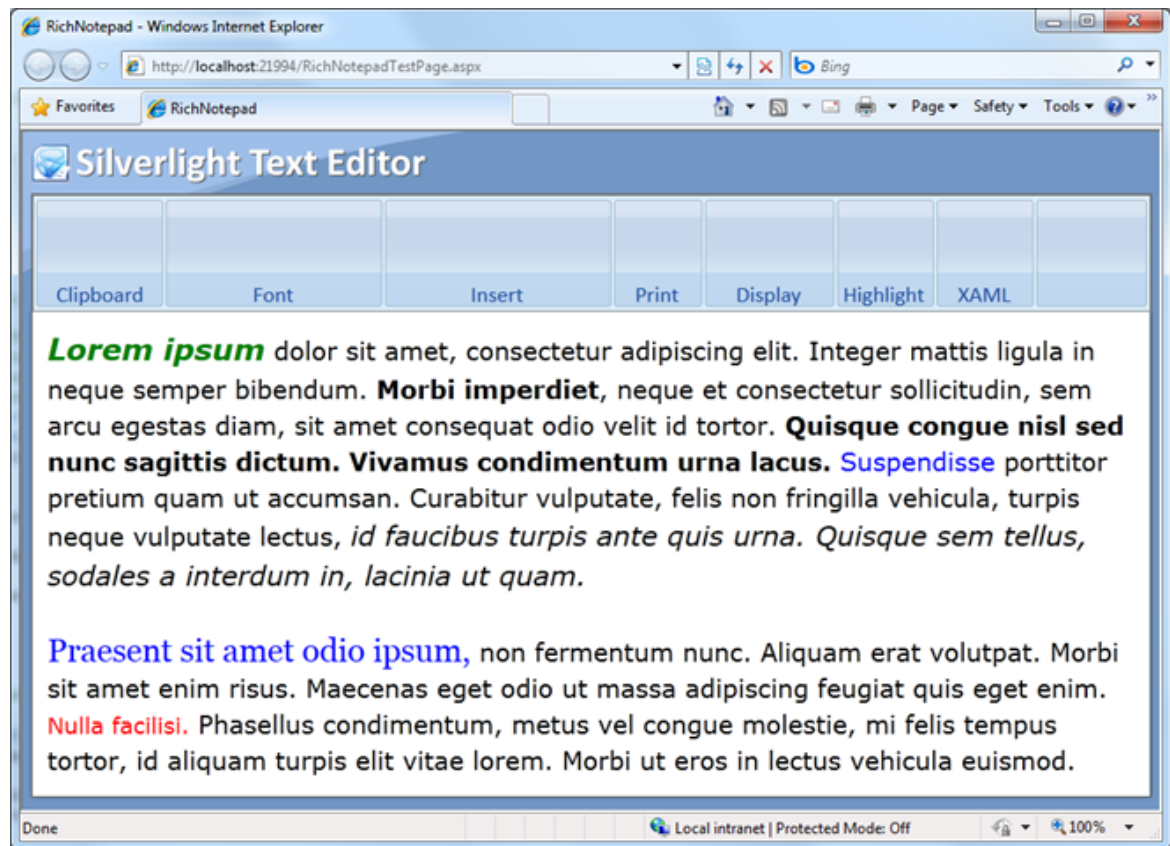 RichNotepad - Windows Internet Explorer
http://localhost:21994/RichNotepadTestPage.aspx Bing
Favorites RichNotepad Page Safety Tools
Silverlight Text Editor
Clipboard Font Insert Print Display Highlight XAML
Lorem ipsum dolor sit amet, consectetur adipiscing elit. Integer mattis ligula in
neque semper bibendum. Morbi imperdiet, neque et consectetur sollicitudin, sem
arcu egestas diam, sit amet consequat odio velit id tortor. Quisque congue nisl sed
nunc sagittis dictum. Vivamus condimentum urna lacus. Suspendisse porttitor
pretium quam ut accumsan. Curabitur vulputate, felis non fringilla vehicula, turpis
neque vulputate lectus, id faucibus turpis ante quis urna. Quisque sem tellus,
sodales a interdum in, lacinia ut quam.
Praesent sit amet odio ipsum, non fermentum nunc. Aliquam erat volutpat. Morbi
sit amet enim risus. Maecenas eget odio ut massa adipiscing feugiat quis eget enim.
Nulla facilisi. Phasellus condimentum, metus vel congue molestie, mi felis tempus
tortor, id aliquam turpis elit vitae lorem. Morbi ut eros in lectus vehicula euismod.
Done Local intranet | Protected Mode: Off 100%